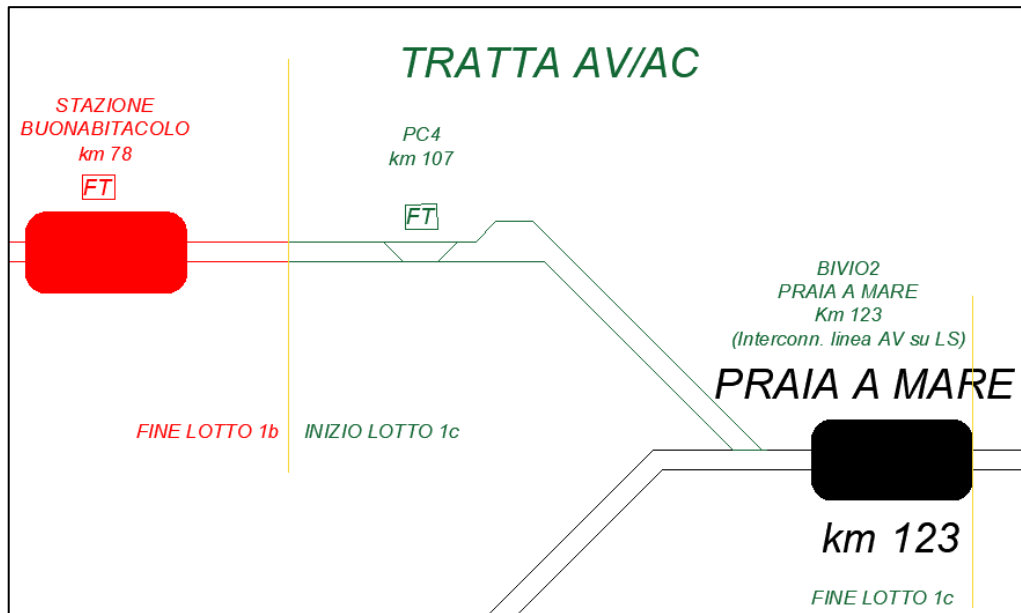 TRATTA AV/AC
STAZIONE
BUONABITACOLO
km 78
FT
PC4
km 107
FT
BIVIO2
PRAIA A MARE
Km 123
(Interconn. linea AV su LS)
PRAIA A MARE
FINE LOTTO 1b
INIZIO LOTTO 1c
km 123
FINE LOTTO 1c